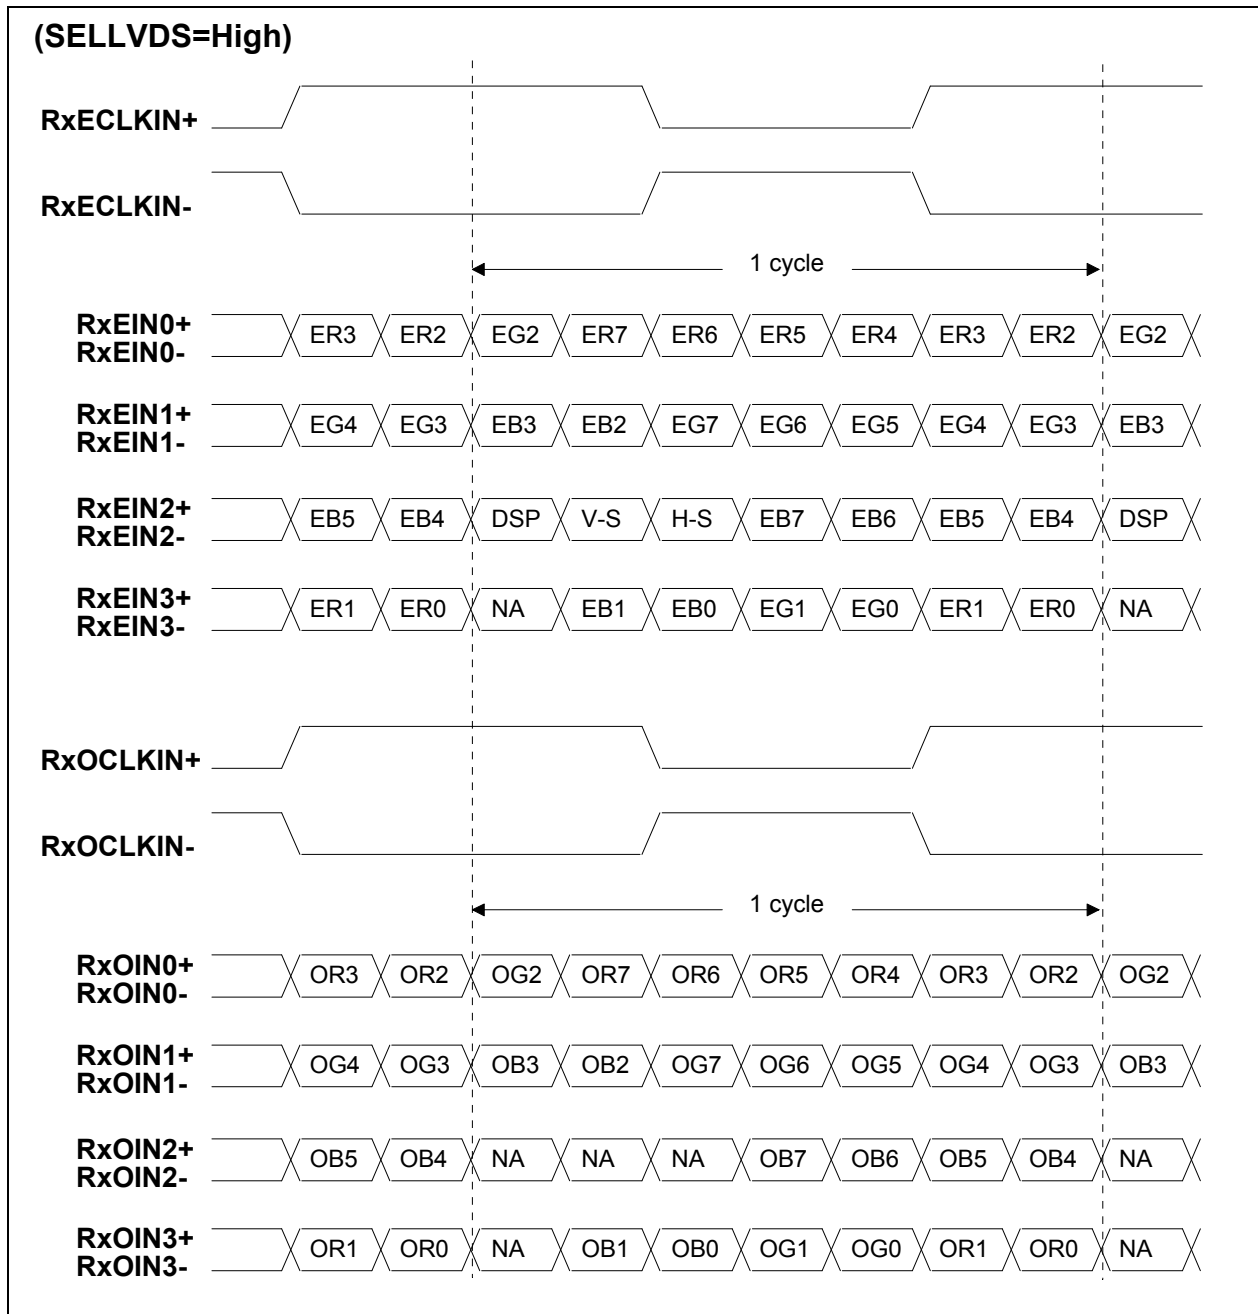 (SELLVDS=High)
RxECLKIN+
RxECLKIN-
1 cycle
RxEIN0+
RxEIN0-
ER3 ER2 EG2 ER7 ER6 ER5 ER4 ER3 ER2 EG2
RxEIN1+
RxEIN1-
EG4 EG3 EB3 EB2 EG7 EG6 EG5 EG4 EG3 EB3
RxEIN2+
RxEIN2-
EB5 EB4 DSP V-S H-S EB7 EB6 EB5 EB4 DSP
RxEIN3+
RxEIN3-
ER1 ER0 NA EB1 EB0 EG1 EG0 ER1 ER0 NA
RxOCLKIN+
RxOCLKIN-
1 cycle
RxOIN0+
RxOIN0-
OR3 OR2 OG2 OR7 OR6 OR5 OR4 OR3 OR2 OG2
RxOIN1+
RxOIN1-
OG4 OG3 OB3 OB2 OG7 OG6 OG5 OG4 OG3 OB3
RxOIN2+
RxOIN2-
OB5 OB4 NA NA NA OB7 OB6 OB5 OB4 NA
RxOIN3+
RxOIN3-
OR1 OR0 NA OB1 OB0 OG1 OG0 OR1 OR0 NA